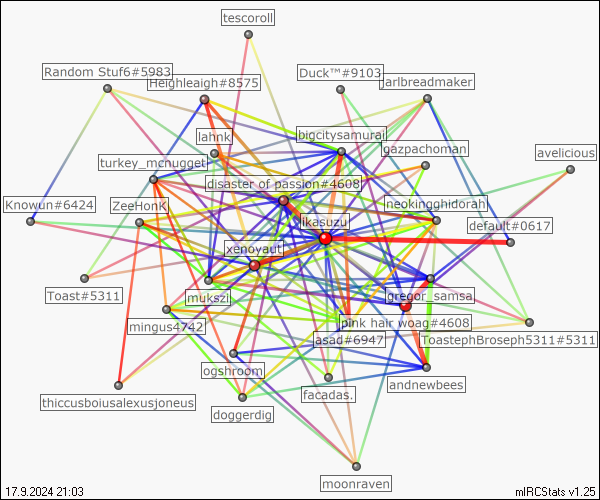 tescoroll
Random Stuf6#5983
Heighleaigh#8575
Duck™#9103
jarlbreadmaker
lahnk
bigcitysamurai
gazpachoman
avelicious
turkey_mcnugget
disaster of passion#4608
Knowun#6424
ZeeHonK
neokingghidorah
ikasuzu
default#0617
xenoyaut
Toast#5311
mukszi
gregor_samsa.
mingus4742
pink hair woag#4608
asad#6947
ToastephBroseph5311#5311
ogshroom
andnewbees
thiccusboiusalexusjoneus
facadas.
doggerdig
moonraven
17.9.2024 21:03
mIRCStats v1.25